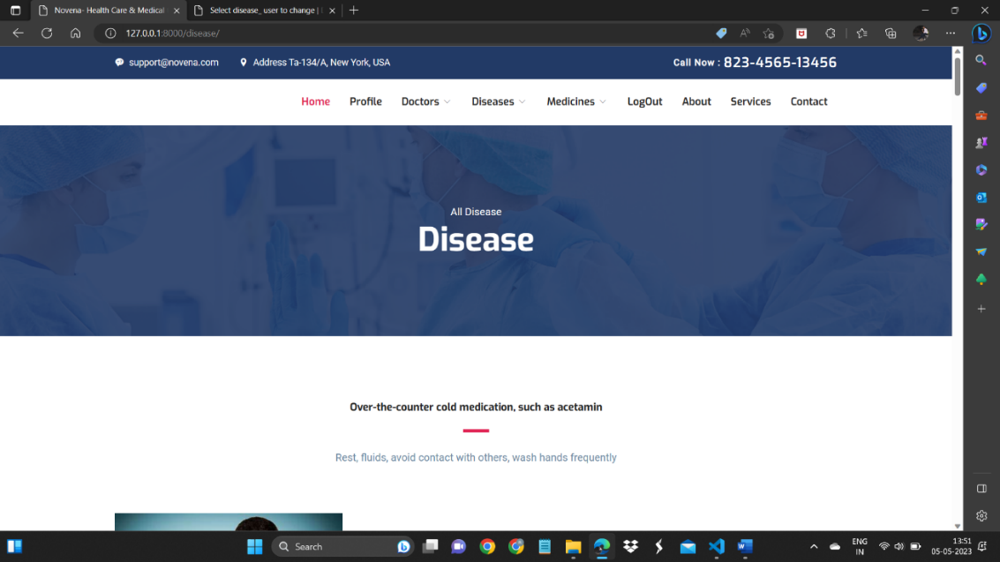 Novena- Health Care & Medical
Select disease_ user to change |
127.0.0.1:8000/disease/
support@novena.com
Address Ta-134/A, New York, USA
Call Now : 823-4565-13456
Home
Profile
Doctors
Diseases
Medicines
LogOut
About
Services
Contact
All Disease
Disease
Over-the-counter cold medication, such as acetamin
Rest, fluids, avoid contact with others, wash hands frequently
Search
ENG
IN
13:51
05-05-2023